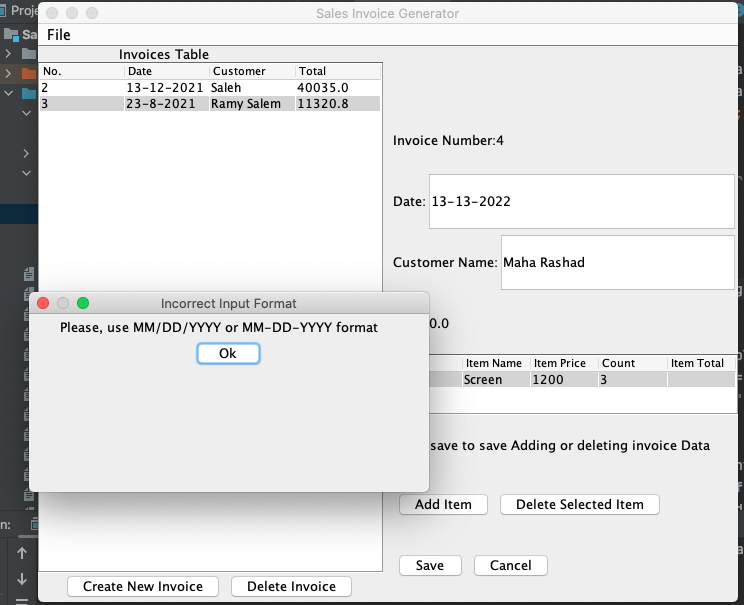 Sales Invoice Generator
File
Invoices Table
No. Date Customer Total
2 13-12-2021 Saleh 40035.0
3 23-8-2021 Ramy Salem 11320.8
Invoice Number:4
Date: 13-13-2022
Customer Name: Maha Rashad
0.0
Incorrect Input Format
Please, use MM/DD/YYYY or MM-DD-YYYY format
Ok
Item Name Item Price Count Item Total
Screen 1200 3
save to save Adding or deleting invoice Data
Add Item Delete Selected Item
Save Cancel
Create New Invoice Delete Invoice